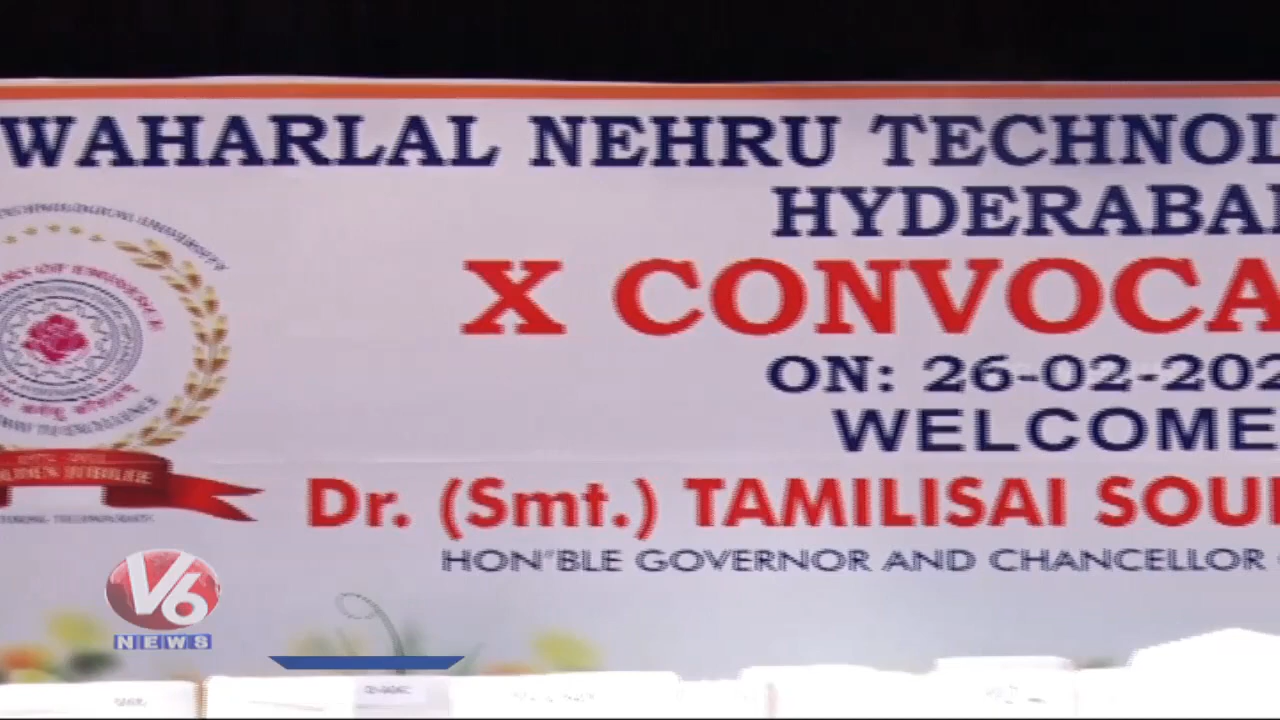 WAHARLAL NEHRU TECHNOL
HYDERABA
X CONVOCA
ON: 26-02-202
WELCOME
Dr. (Smt.) TAMILISAI SOU
HON'BLE GOVERNOR AND CHANCELLOR
V6
NEWS